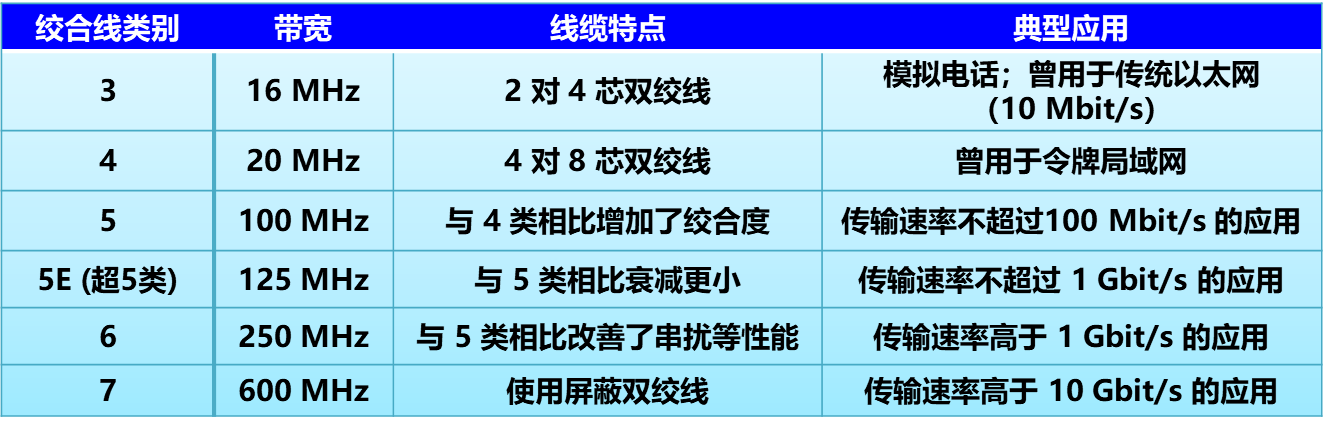 绞合线类别 带宽 线缆特点 典型应用
3 16 MHz 2 对 4 芯双绞线 模拟电话；曾用于传统以太网
(10 Mbit/s)
4 20 MHz 4 对 8 芯双绞线 曾用于令牌局域网
5 100 MHz 与 4 类相比增加了绞合度 传输速率不超过100 Mbit/s 的应用
5E (超5类) 125 MHz 与 5 类相比衰减更小 传输速率不超过 1 Gbit/s 的应用
6 250 MHz 与 5 类相比改善了串扰等性能 传输速率高于 1 Gbit/s 的应用
7 600 MHz 使用屏蔽双绞线 传输速率高于 10 Gbit/s 的应用